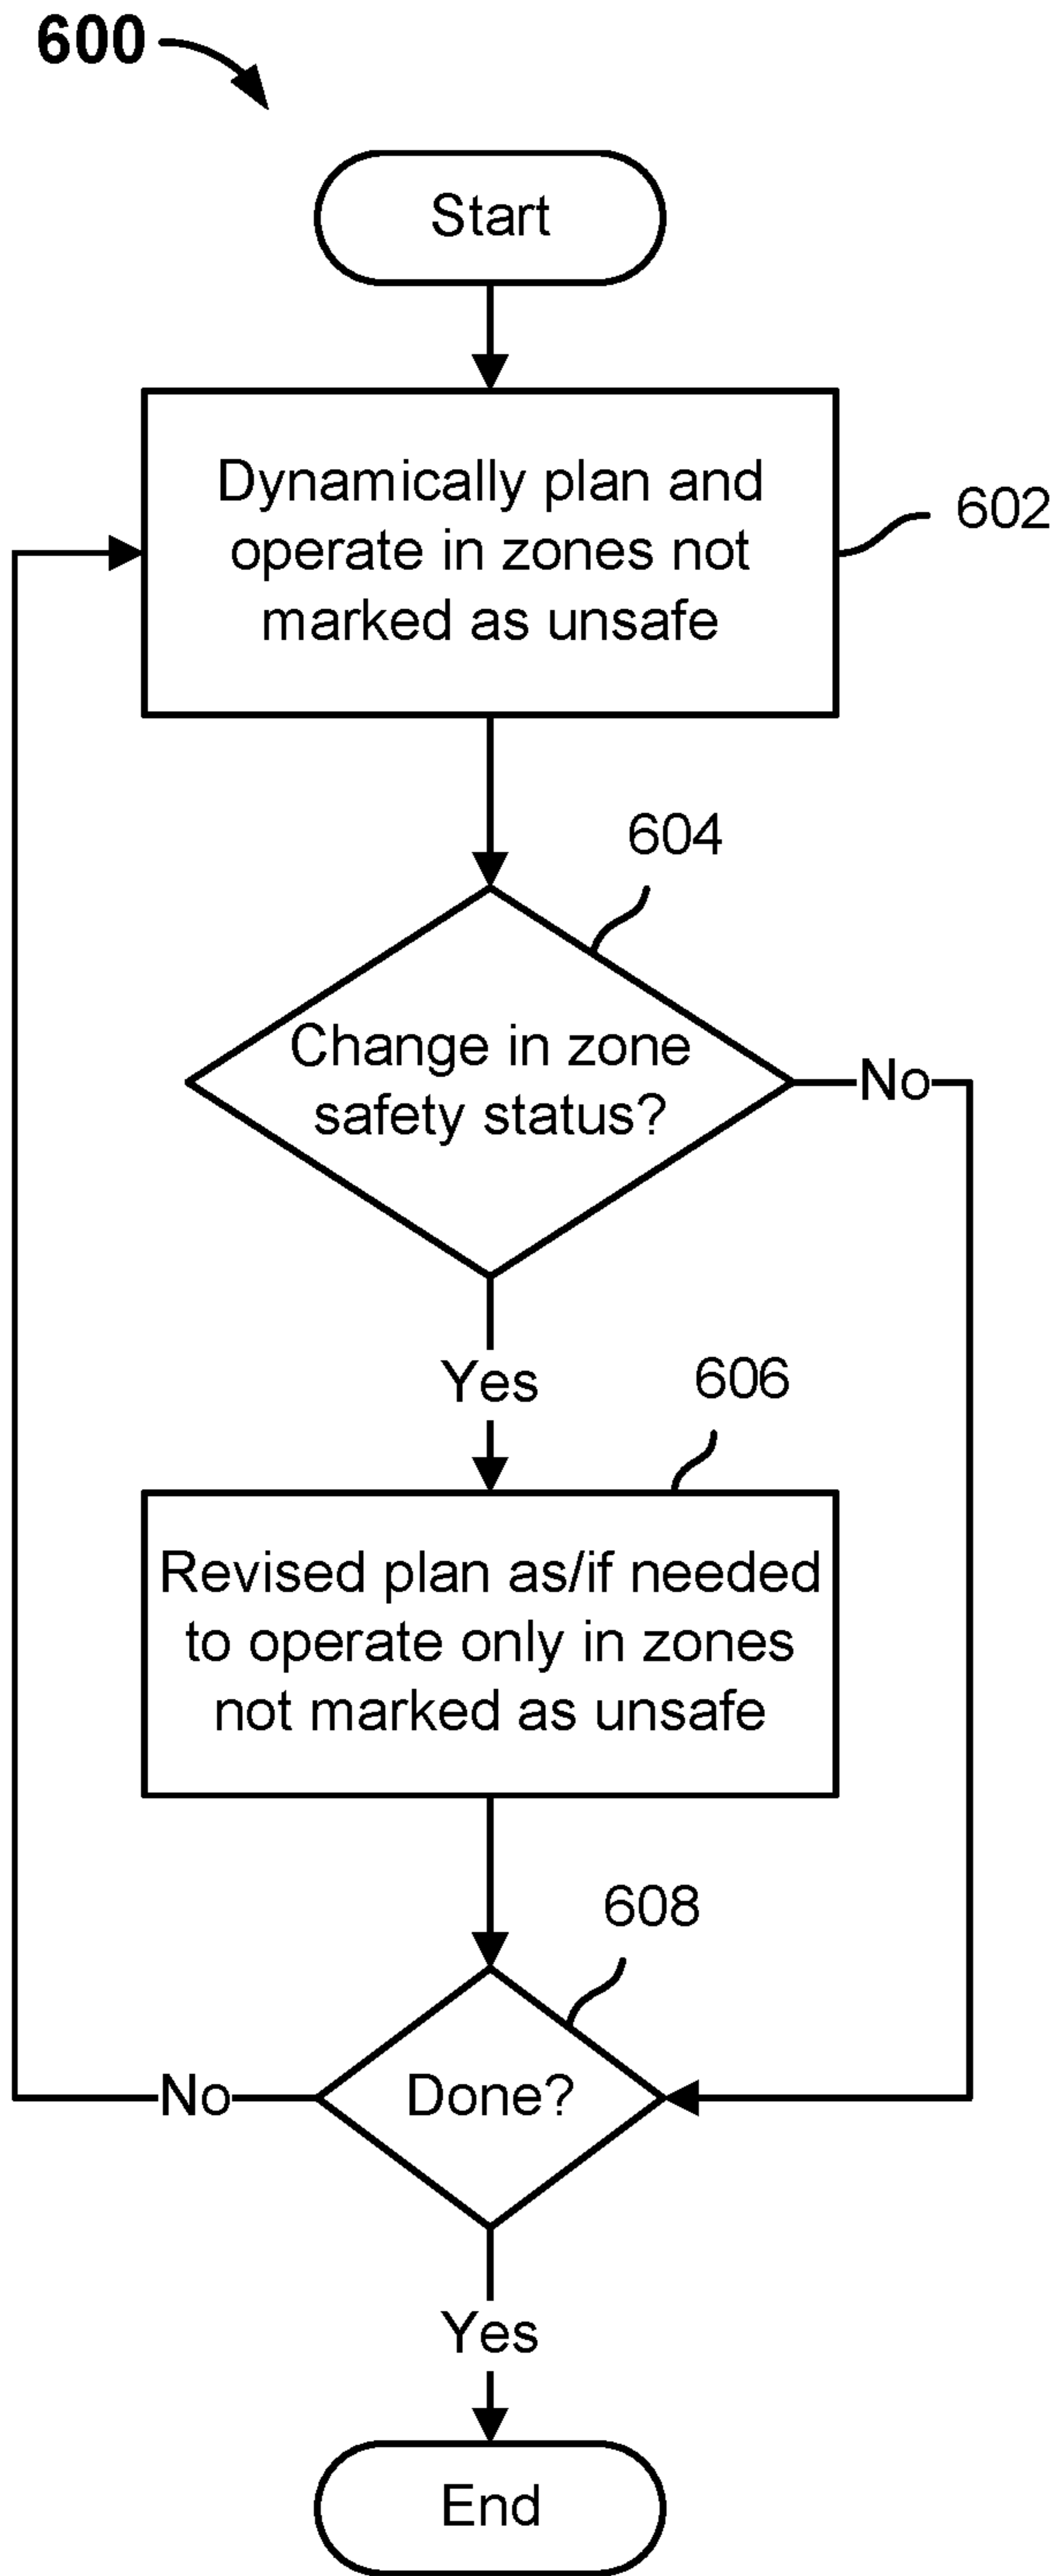 600
Start
Dynamically plan and
operate in zones not
marked as unsafe
602
604
Change in zone
safety status?
No
Yes
606
Revised plan as/if needed
to operate only in zones
not marked as unsafe
608
Done?
No
Yes
End